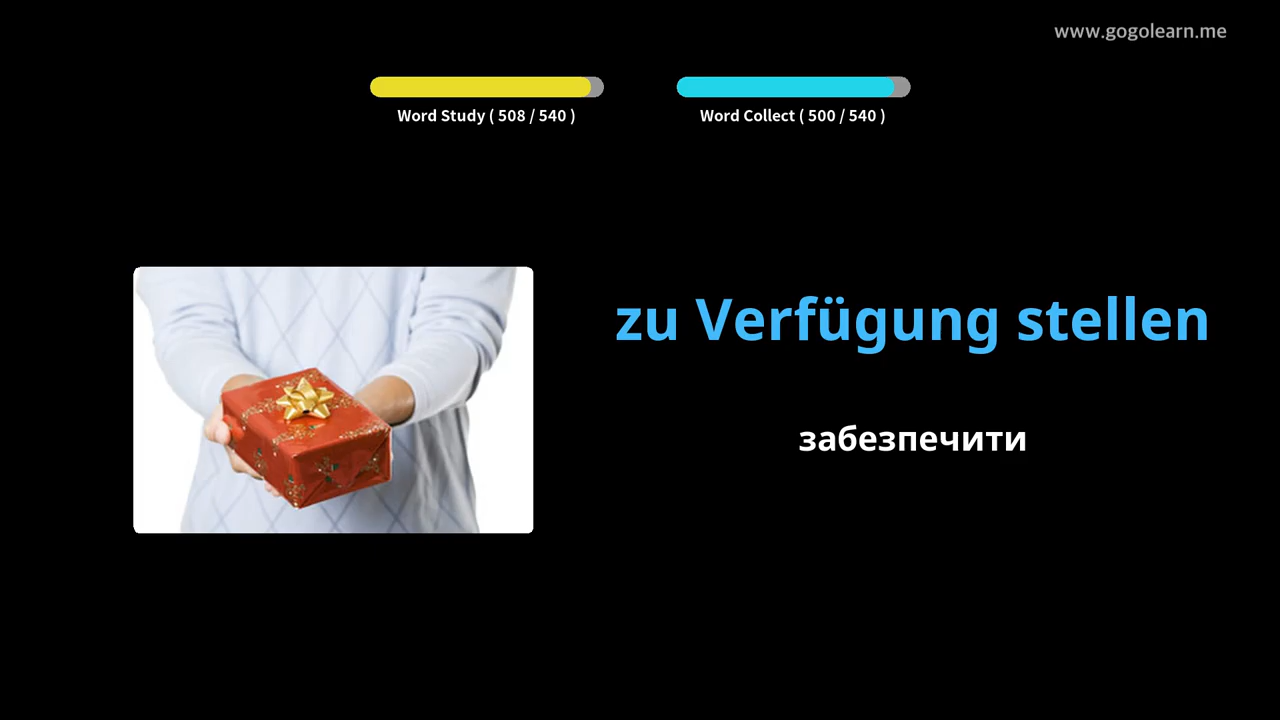 www.gogolearn.me
Word Study ( 508 / 540 )
Word Collect ( 500 / 540 )
zu Verfügung stellen
забезпечити